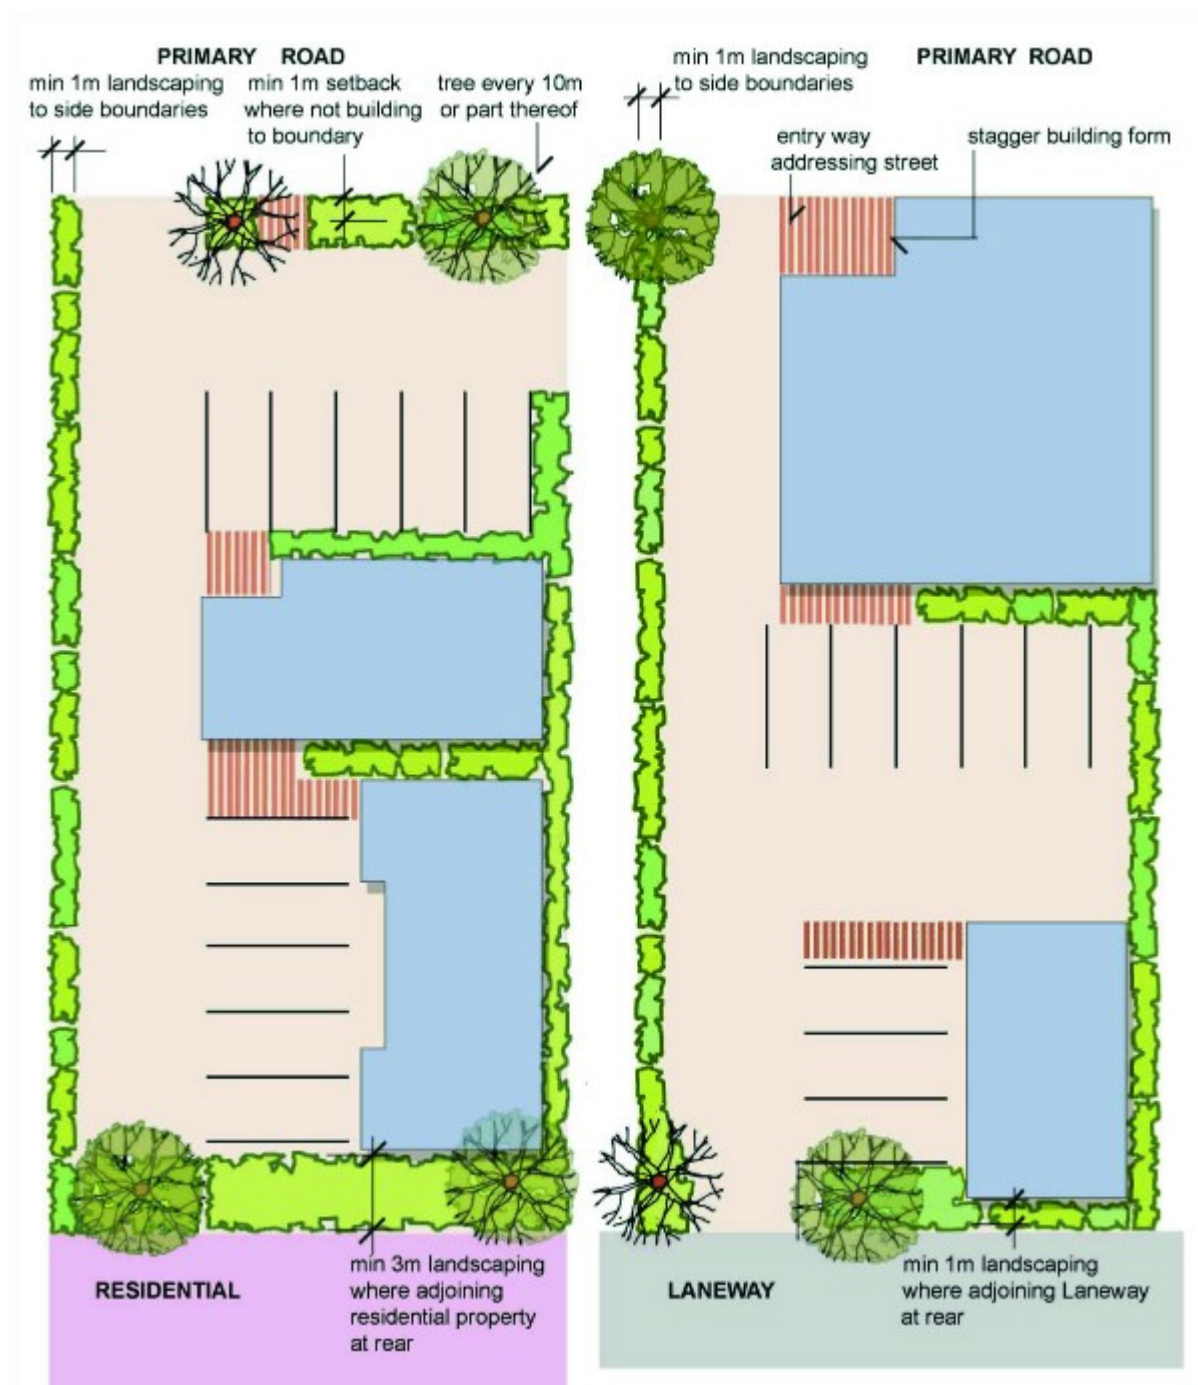 PRIMARY ROAD
min 1m landscaping
to side boundaries
min 1m setback
where not building
to boundary
tree every 10m
or part thereof
min 1m landscaping
to side boundaries
PRIMARY ROAD
entry way
addressing street
stagger building form
RESIDENTIAL
min 3m landscaping
where adjoining
residential property
at rear
LANEWAY
min 1m landscaping
where adjoining Laneway
at rear